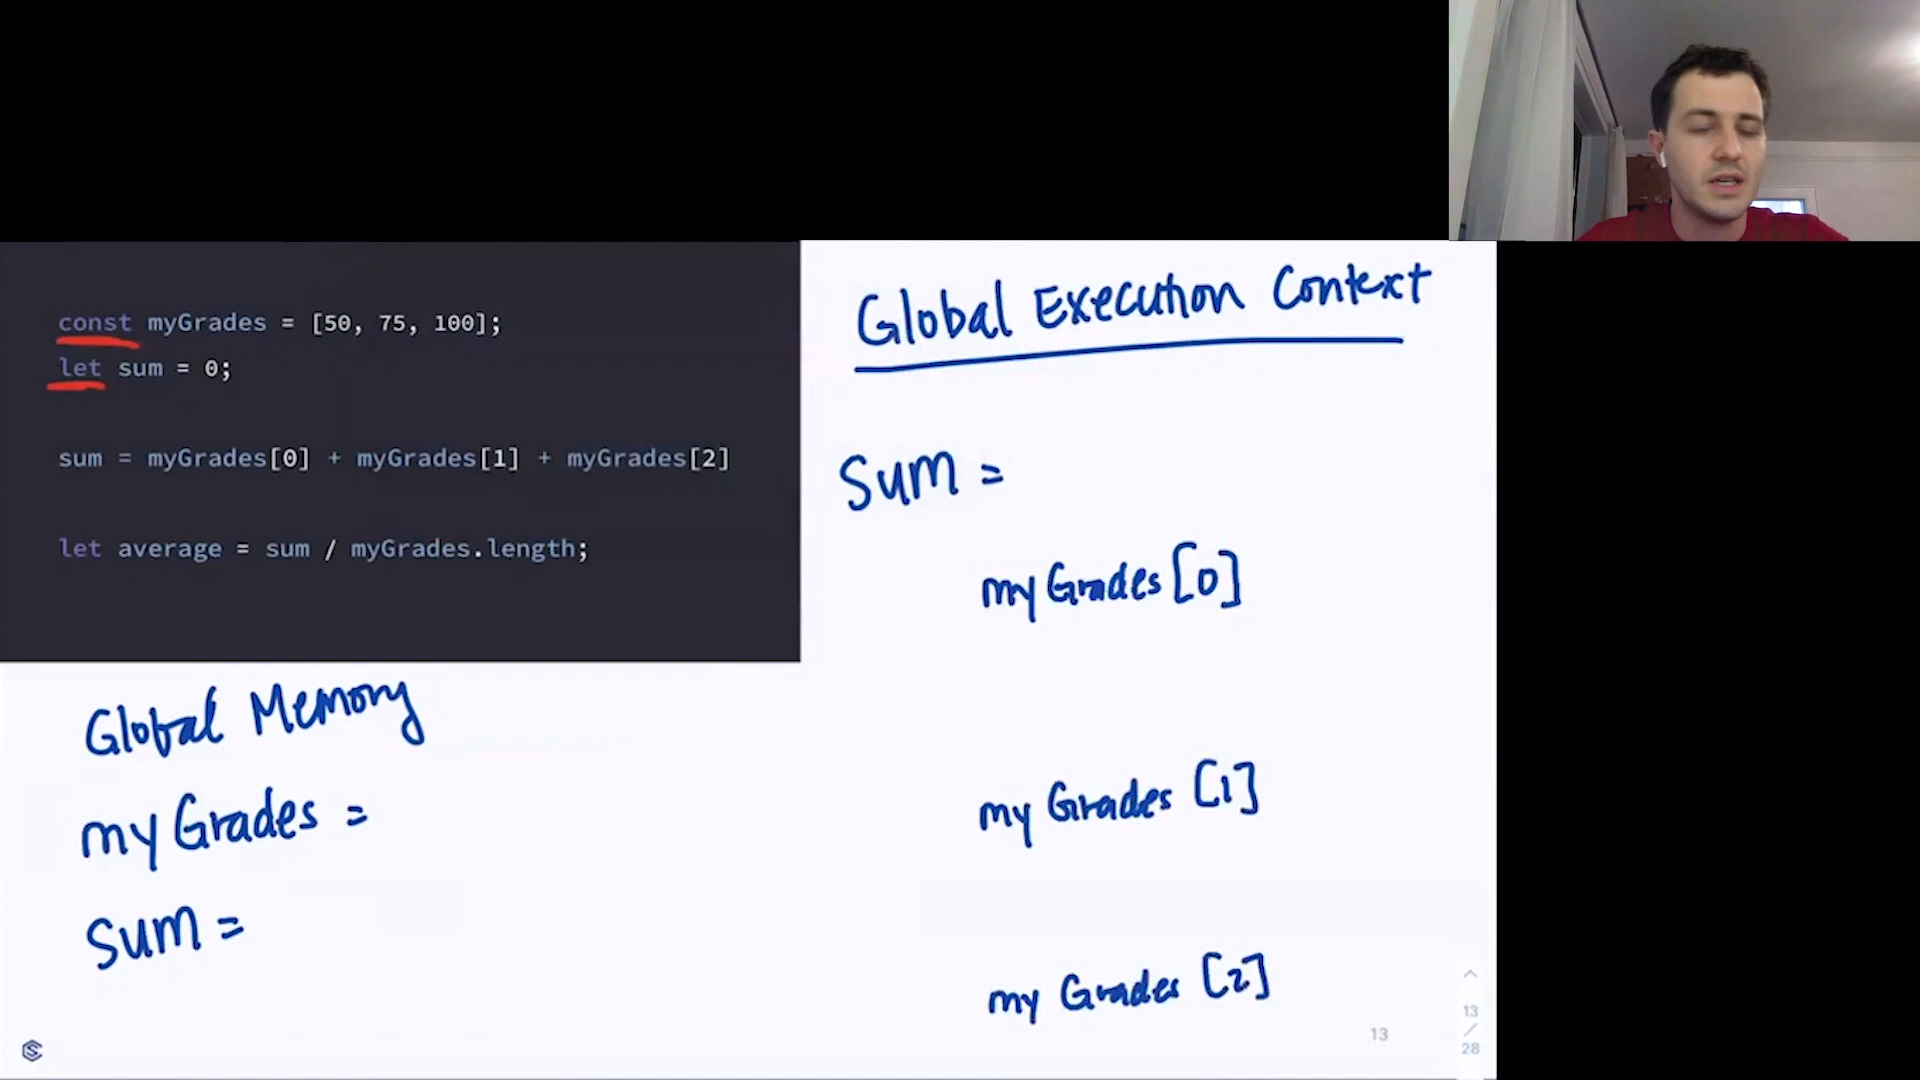 const myGrades = [50, 75, 100];
let sum = 0;
sum = myGrades[0] + myGrades[1] + myGrades[2]
let average = sum / myGrades.length;
Global Execution Context
Sum =
myGrades [0]
my Grades [1]
my Grades [2]
Global Memory
my Grades =
Sum =
13
13
/
28